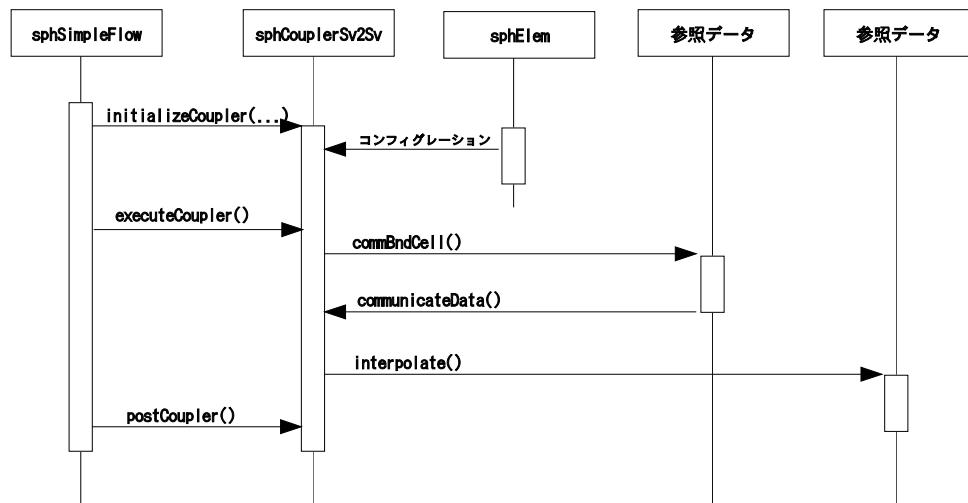 sphSimpleFlow
sphCouplerSv2Sv
sphElem
参照データ
参照データ
initializeCoupler(...)
コンフィグレーション
executeCoupler()
commBndCell()
communicateData()
interpolate()
postCoupler()